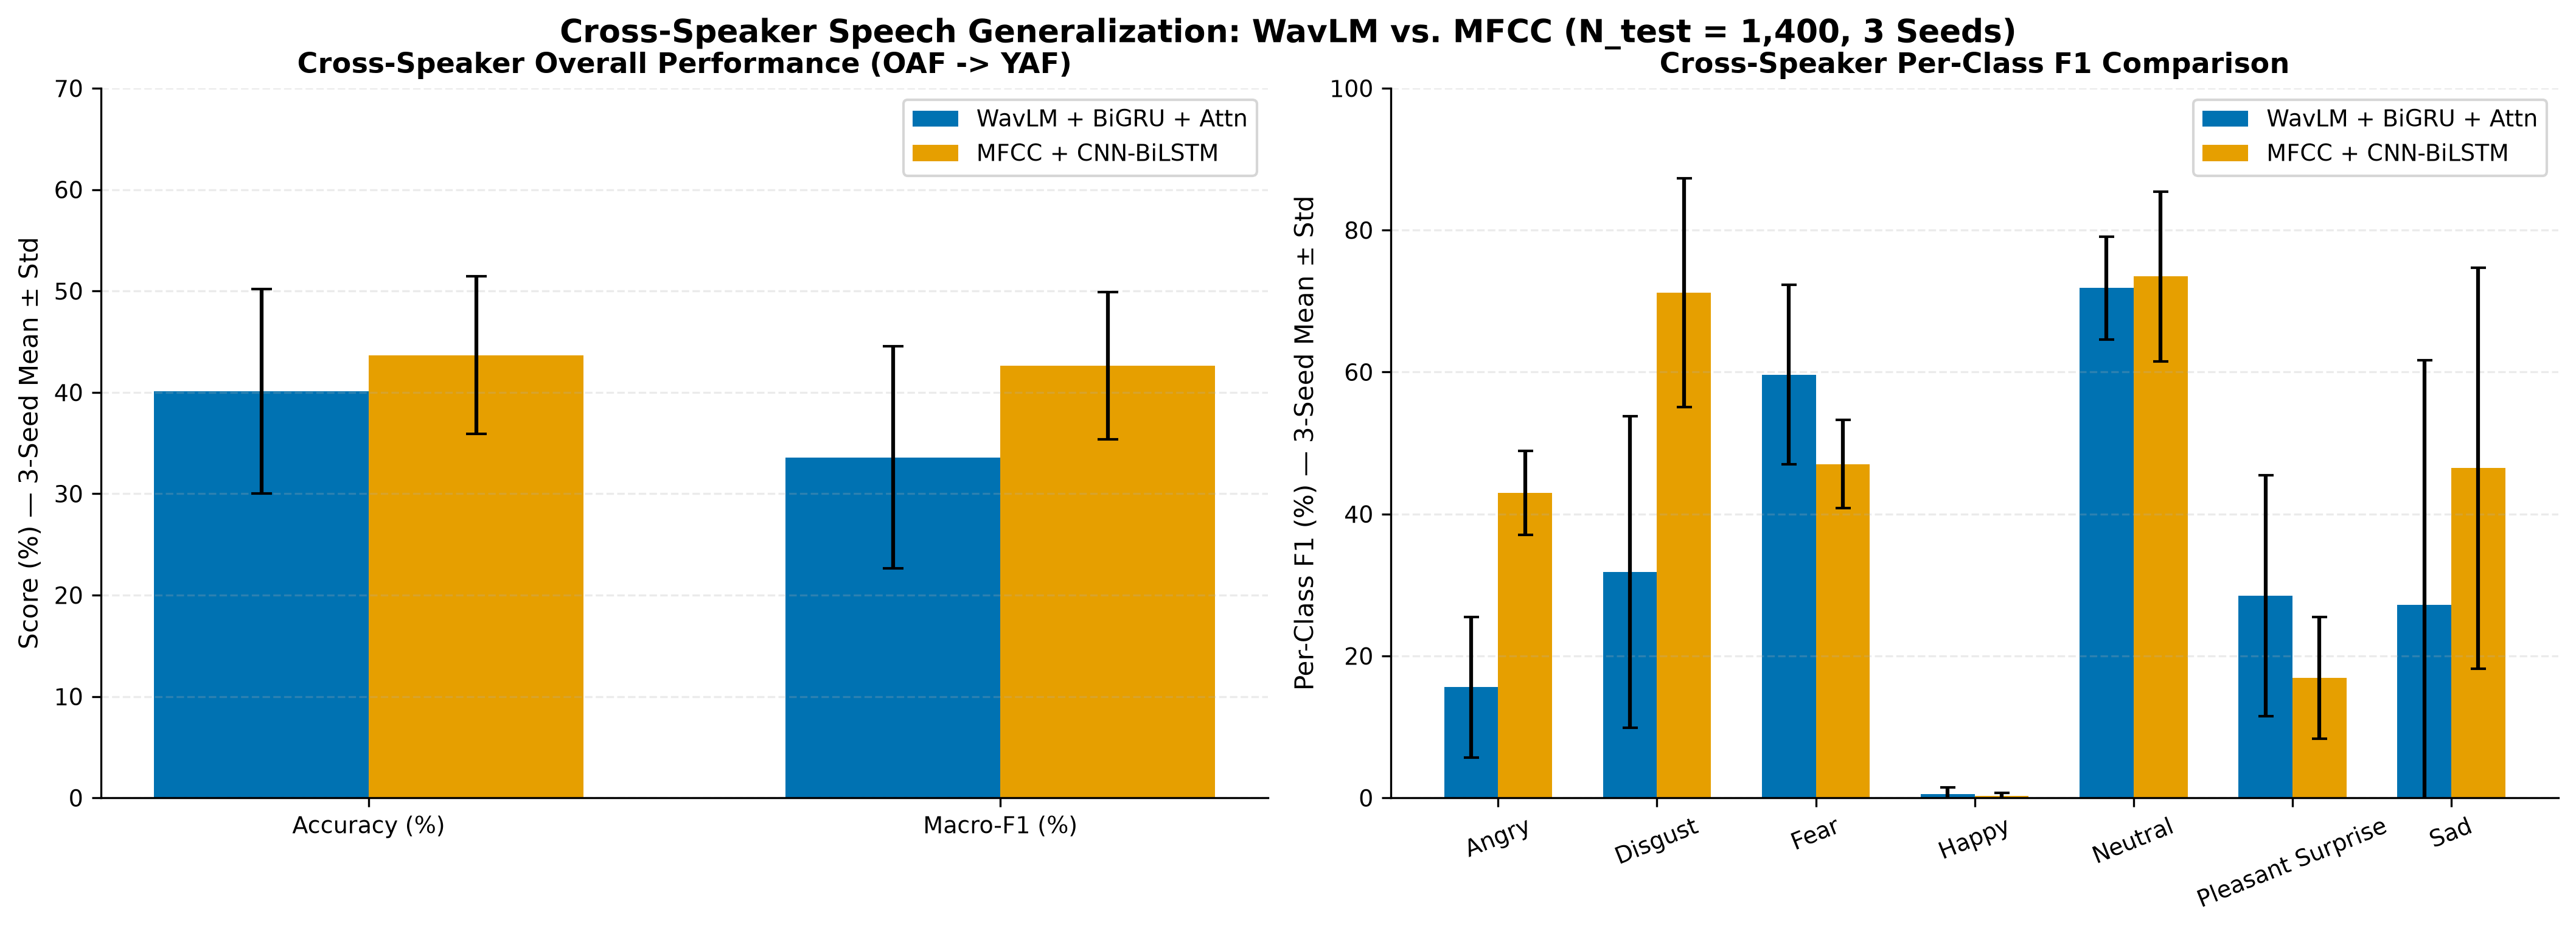 Cross-Speaker Speech Generalization: WavLM vs. MFCC (N_test = 1,400, 3 Seeds)
Cross-Speaker Overall Performance (OAF -> YAF)
Score (%) — 3-Seed Mean ± Std
70
60
50
40
30
20
10
0
WavLM + BiGRU + Attn
MFCC + CNN-BiLSTM
Accuracy (%)
Macro-F1 (%)
Cross-Speaker Per-Class F1 Comparison
Per-Class F1 (%) — 3-Seed Mean ± Std
100
80
60
40
20
0
WavLM + BiGRU + Attn
MFCC + CNN-BiLSTM
Angry
Disgust
Fear
Happy
Neutral
Pleasant Surprise
Sad